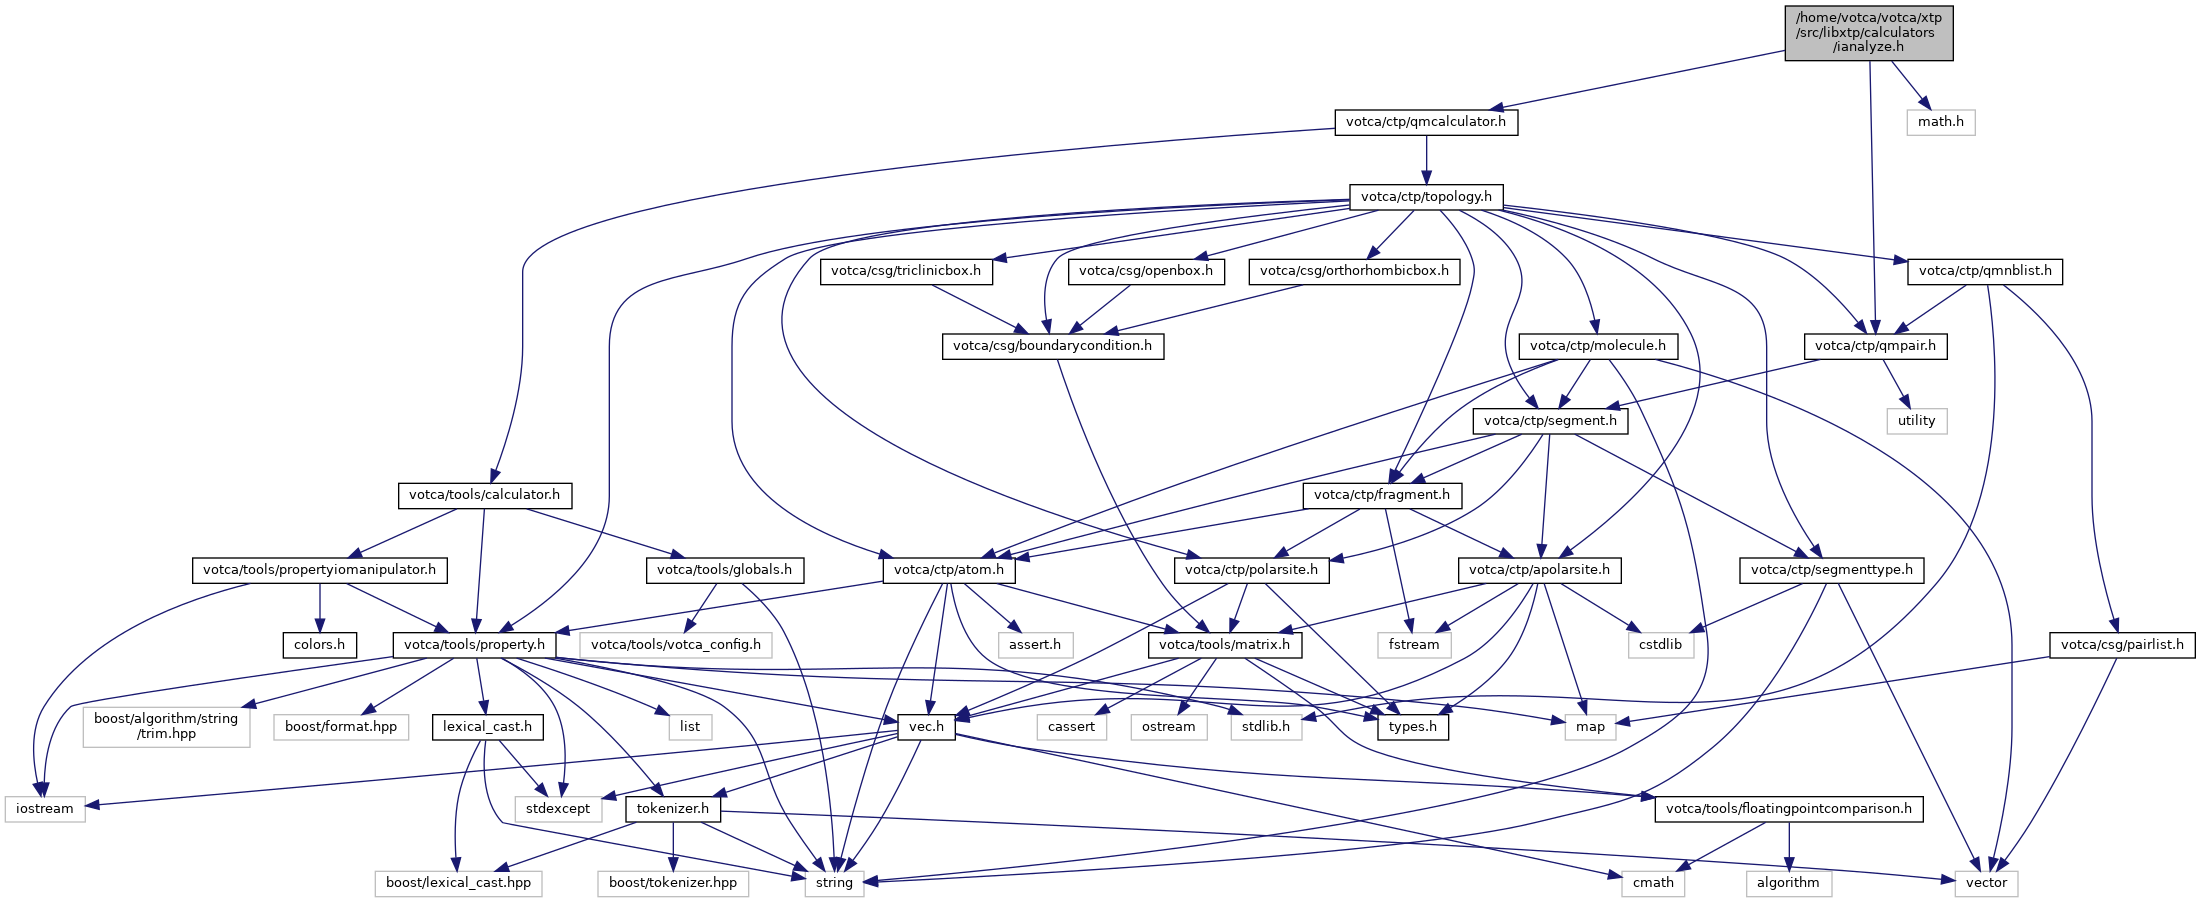 /home/votca/votca/xtp
/src/libxtp/calculators
/ianalyze.h
votca/ctp/qmcalculator.h
math.h
votca/ctp/topology.h
votca/csg/triclinicbox.h
votca/csg/openbox.h
votca/csg/orthorhombicbox.h
votca/ctp/qmnblist.h
votca/csg/boundarycondition.h
votca/ctp/molecule.h
votca/ctp/qmpair.h
votca/ctp/segment.h
utility
votca/tools/calculator.h
votca/ctp/fragment.h
votca/tools/propertyiomanipulator.h
votca/tools/globals.h
votca/ctp/atom.h
votca/ctp/polarsite.h
votca/ctp/apolarsite.h
votca/ctp/segmenttype.h
colors.h
votca/tools/property.h
votca/tools/votca_config.h
assert.h
votca/tools/matrix.h
fstream
cstdlib
votca/csg/pairlist.h
boost/algorithm/string
/trim.hpp
boost/format.hpp
lexical_cast.h
list
vec.h
cassert
ostream
stdlib.h
types.h
map
iostream
stdexcept
tokenizer.h
votca/tools/floatingpointcomparison.h
boost/lexical_cast.hpp
boost/tokenizer.hpp
string
cmath
algorithm
vector